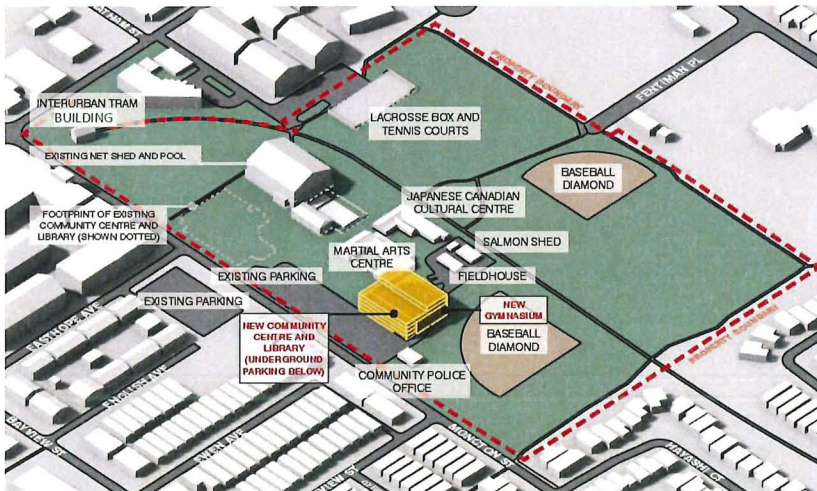 INTERURBAN TRAM
BUILDING
EXISTING NET SHED AND POOL
FOOTPRINT OF EXISTING
COMMUNITY CENTRE AND
LIBRARY (SHOWN DOTTED)
LACROSSE BOX AND
TENNIS COURTS
PROPERTY BOUNDARY
FENTIMAN PL
BASEBALL
DIAMOND
JAPANESE CANADIAN
CULTURAL CENTRE
SALMON SHED
MARTIAL ARTS
CENTRE
FIELDHOUSE
EXISTING PARKING
EXISTING PARKING
NEW
GYMNASIUM
NEW COMMUNITY
CENTRE AND
LIBRARY
(UNDERGROUND
PARKING BELOW)
BASEBALL
DIAMOND
COMMUNITY POLICE
OFFICE
PROPERTY BOUNDARY
EASTHOPE AVE
ENGLISH AVE
BAYVIEW ST
EWEN AVE
MONCTON ST
HAYASHI CT